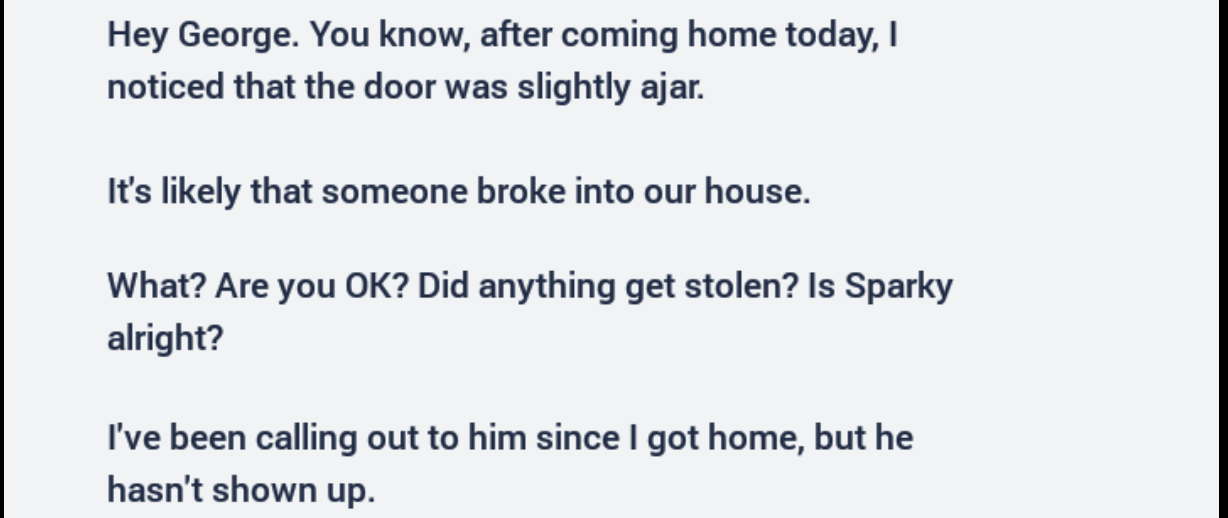 Hey George. You know, after coming home today, I
noticed that the door was slightly ajar.
It's likely that someone broke into our house.
What? Are you OK? Did anything get stolen? Is Sparky
alright?
I've been calling out to him since I got home, but he
hasn't shown up.